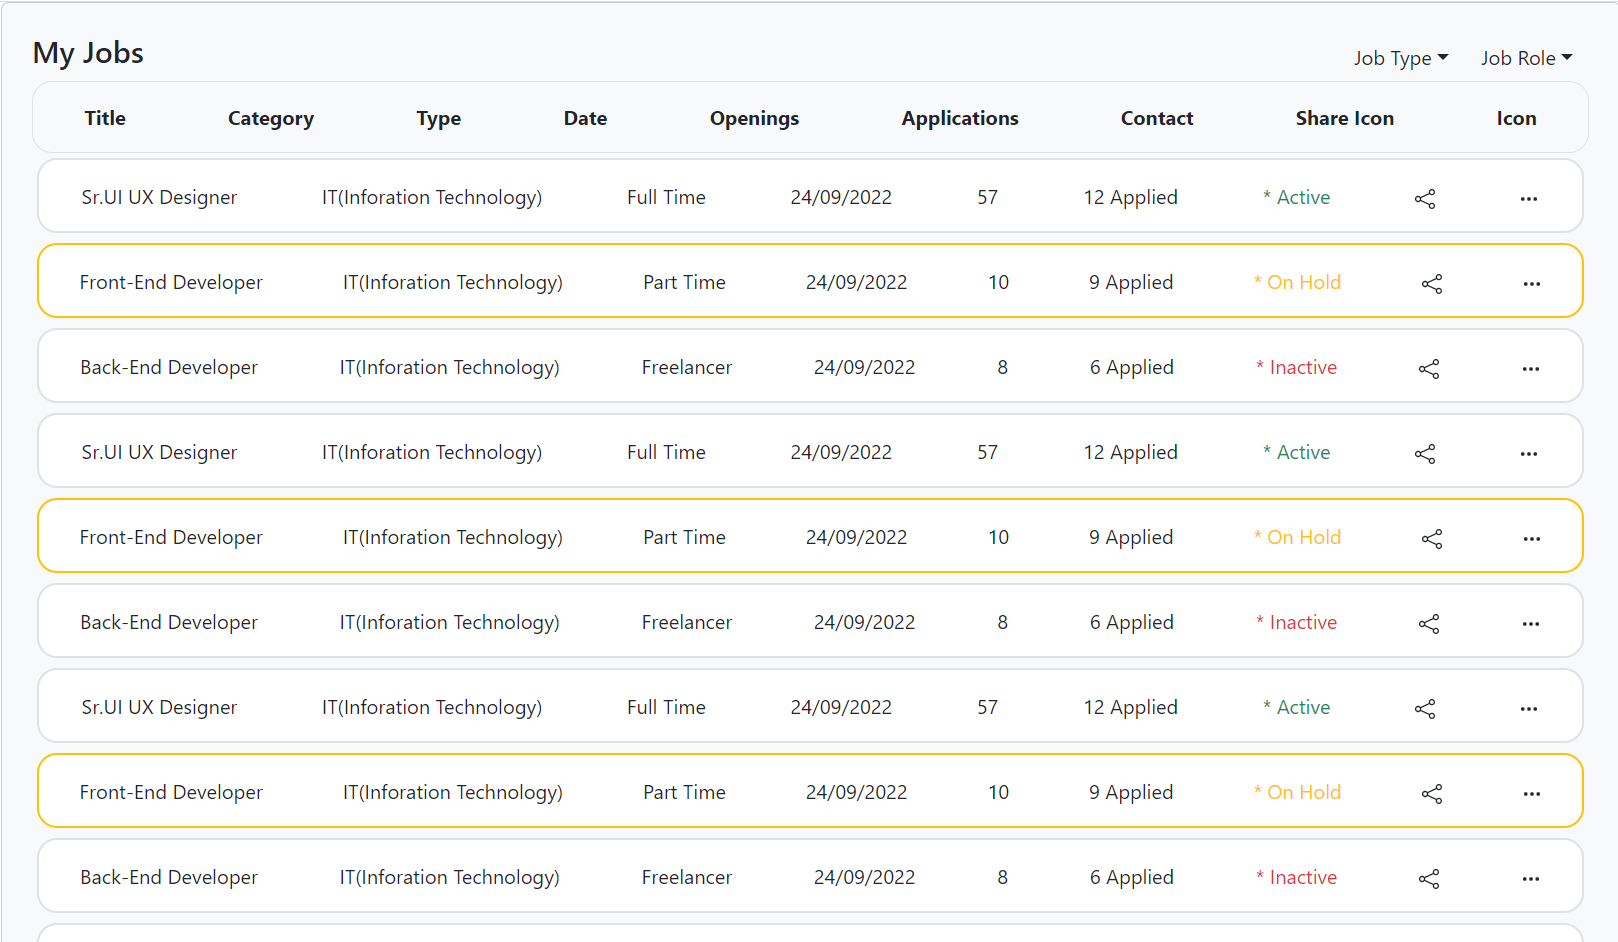 My Jobs
Job Type Job Role
Title Category Type Date Openings Applications Contact Share Icon Icon
Sr.UI UX Designer IT(Inforation Technology) Full Time 24/09/2022 57 12 Applied * Active
Front-End Developer IT(Inforation Technology) Part Time 24/09/2022 10 9 Applied * On Hold
Back-End Developer IT(Inforation Technology) Freelancer 24/09/2022 8 6 Applied * Inactive
Sr.UI UX Designer IT(Inforation Technology) Full Time 24/09/2022 57 12 Applied * Active
Front-End Developer IT(Inforation Technology) Part Time 24/09/2022 10 9 Applied * On Hold
Back-End Developer IT(Inforation Technology) Freelancer 24/09/2022 8 6 Applied * Inactive
Sr.UI UX Designer IT(Inforation Technology) Full Time 24/09/2022 57 12 Applied * Active
Front-End Developer IT(Inforation Technology) Part Time 24/09/2022 10 9 Applied * On Hold
Back-End Developer IT(Inforation Technology) Freelancer 24/09/2022 8 6 Applied * Inactive